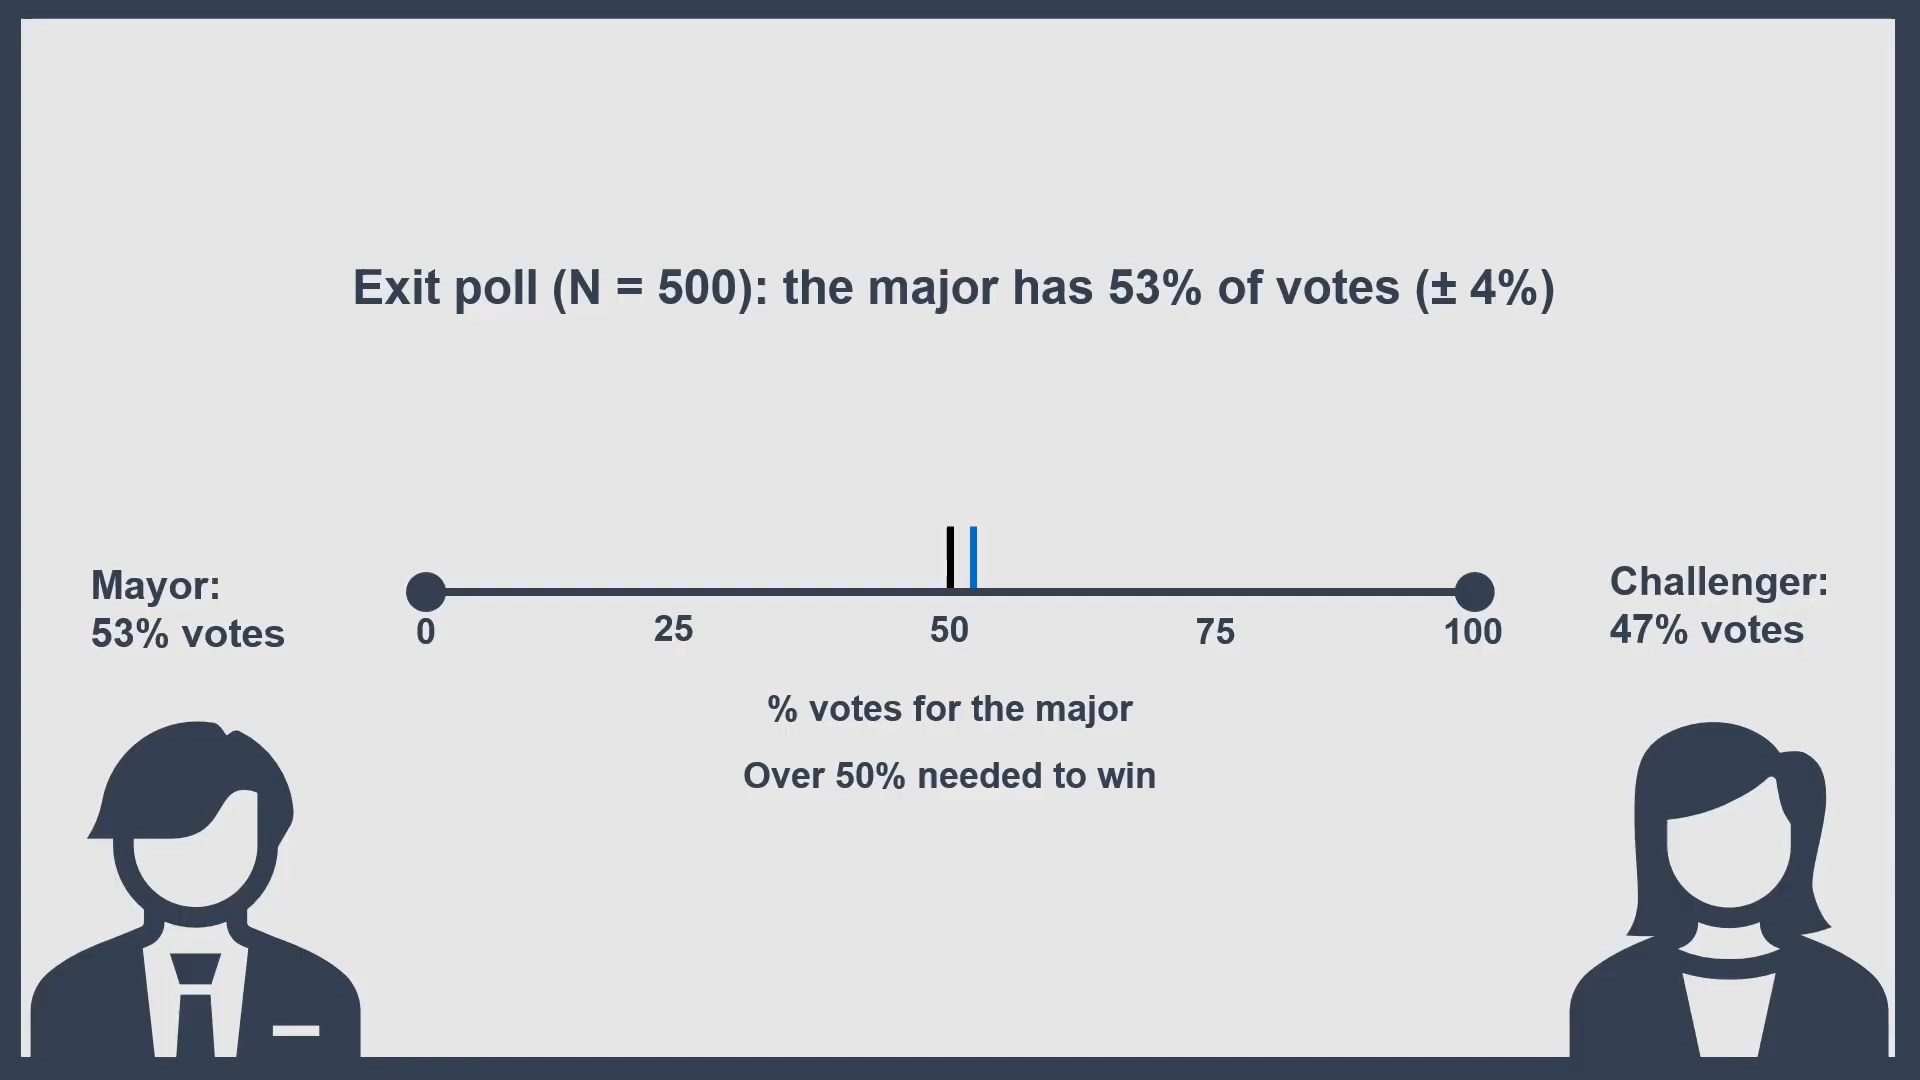 Exit poll (N = 500): the major has 53% of votes (± 4%)
Mayor:
53% votes
0
25
50
75
100
Challenger:
47% votes
% votes for the major
Over 50% needed to win